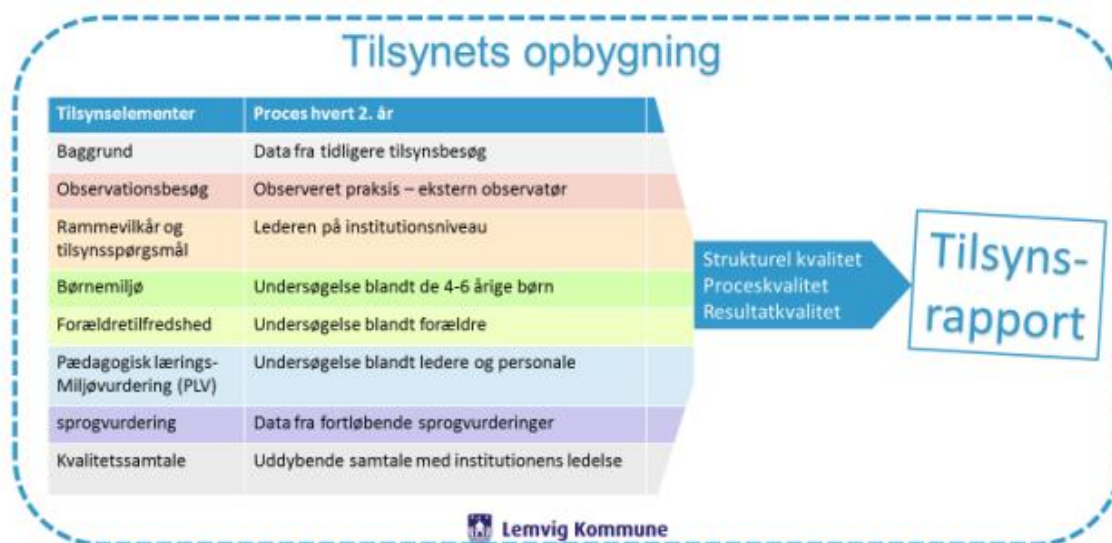 Tilsynets opbygning
Tilsynselementer Proces hvert 2. år
Baggrund Data fra tidligere tilsynsbesøg
Observationsbesøg Observeret praksis – ekstern observatør
Rammevilkår og Lederen på institutionsniveau
tilsynsspørgsmål
Børnemiljø Undersøgelse blandt de 4-6 årige børn
Forældretilfredshed Undersøgelse blandt forældre
Pædagogisk lærings- Undersøgelse blandt ledere og personale
Miljøvurdering (PLV)
sprogvurdering Data fra fortløbende sprogvurderinger
Kvalitetssamtale Uddybende samtale med institutionens ledelse
Strukturel kvalitet
Proceskvalitet
Resultatkvalitet
Tilsyns-
rapport
Lemvig Kommune